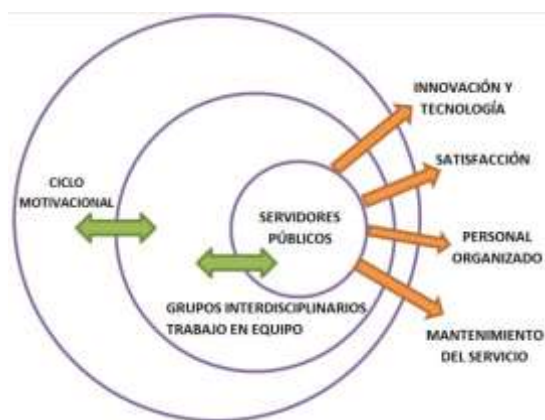 INNOVACIÓN Y
TECNOLOGÍA
SATISFACCIÓN
CICLO
MOTIVACIONAL
SERVIDORES
PÚBLICOS
PERSONAL
ORGANIZADO
GRUPOS INTERDISCIPLINARIOS
TRABAJO EN EQUIPO
MANTENIMIENTO
DEL SERVICIO